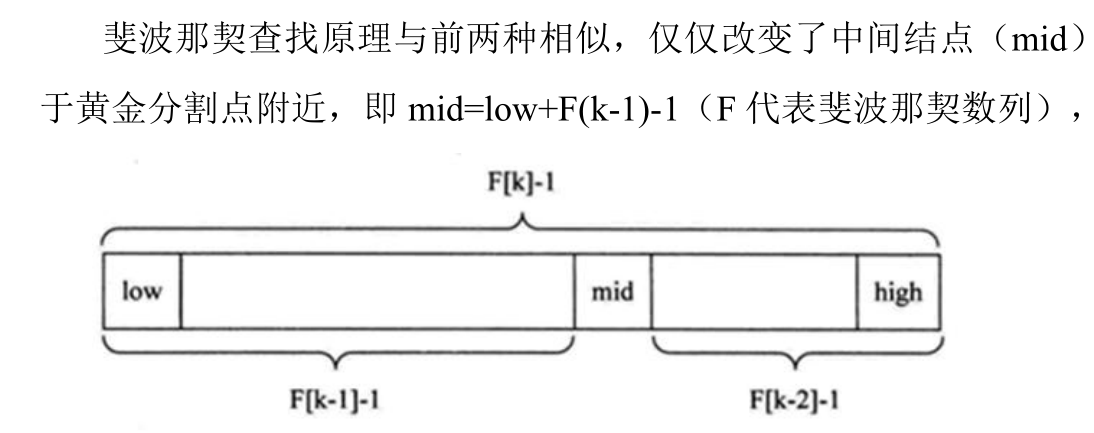 斐波那契查找原理与前两种相似，仅仅改变了中间结点（mid）
于黄金分割点附近，即 mid=low+F(k-1)-1（F 代表斐波那契数列），
F[k]-1
low mid high
F[k-1]-1 F[k-2]-1